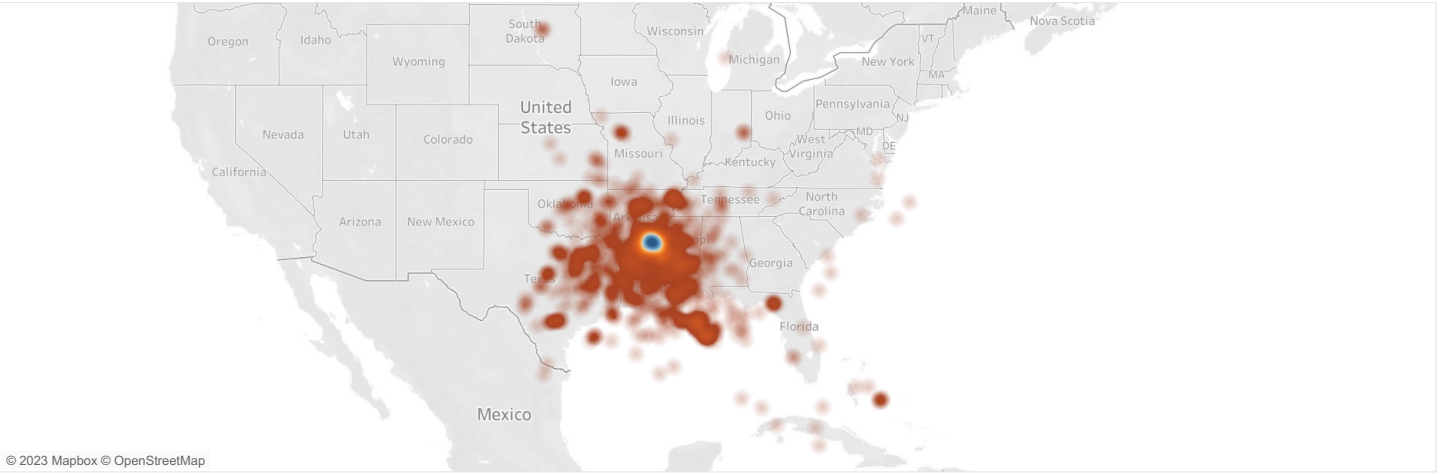 Maine
Nova Scotia
South
Dakota
Wisconsin
Oregon
Idaho
VT
Michigan
New York
Wyoming
MA
Iowa
United
States
Pennsylvania
Illinois
Ohio
NJ
Nevada
Utah
Colorado
West
Virginia
MD
DE
Missouri
Kentucky
California
Tennessee
North
Carolina
Arizona
New Mexico
Georgia
Florida
Mexico
© 2023 Mapbox © OpenStreetMap